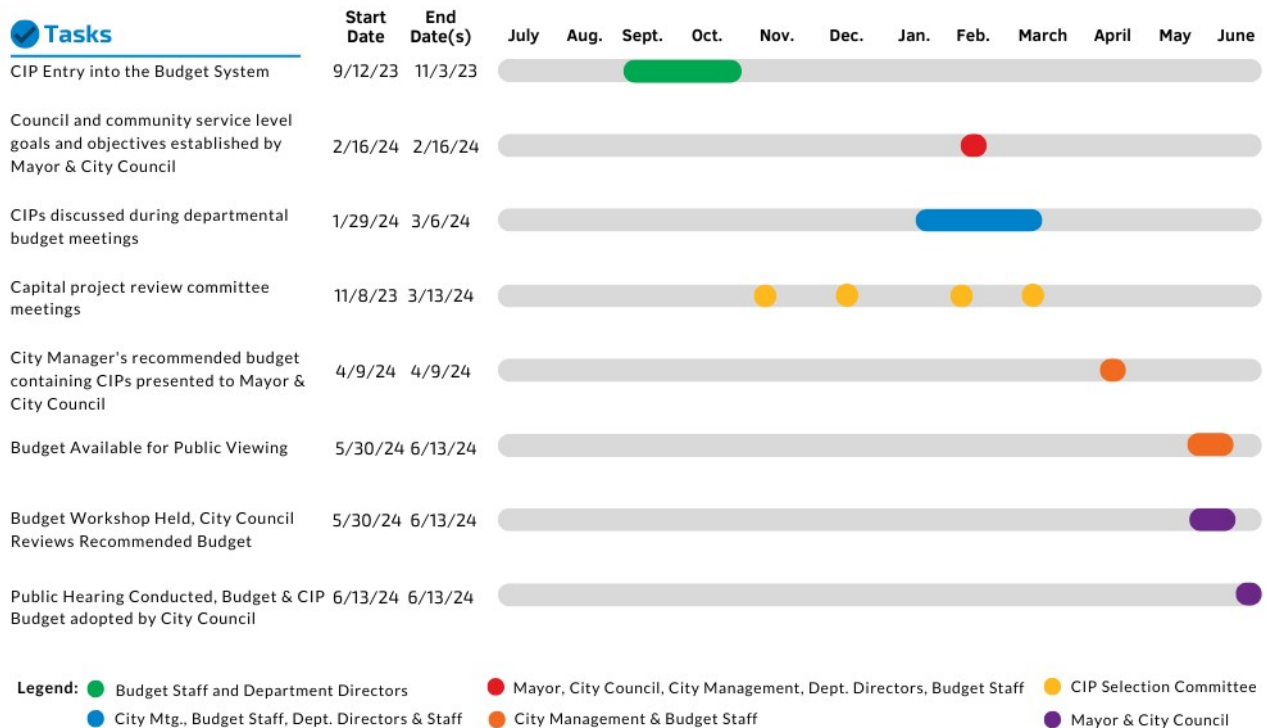 Tasks
Start Date
End Date(s)
July Aug. Sept. Oct. Nov. Dec. Jan. Feb. March April May June
CIP Entry into the Budget System 9/12/23 11/3/23
Council and community service level
goals and objectives established by
Mayor & City Council
2/16/24 2/16/24
CIPs discussed during departmental
budget meetings
1/29/24 3/6/24
Capital project review committee
meetings
11/8/23 3/13/24
City Manager's recommended budget
containing CIPs presented to Mayor &
City Council
4/9/24 4/9/24
Budget Available for Public Viewing 5/30/24 6/13/24
Budget Workshop Held, City Council
Reviews Recommended Budget
5/30/24 6/13/24
Public Hearing Conducted, Budget & CIP 6/13/24 6/13/24
Budget adopted by City Council
Legend: Budget Staff and Department Directors Mayor, City Council, City Management, Dept. Directors, Budget Staff CIP Selection Committee
City Mtg., Budget Staff, Dept. Directors & Staff City Management & Budget Staff Mayor & City Council